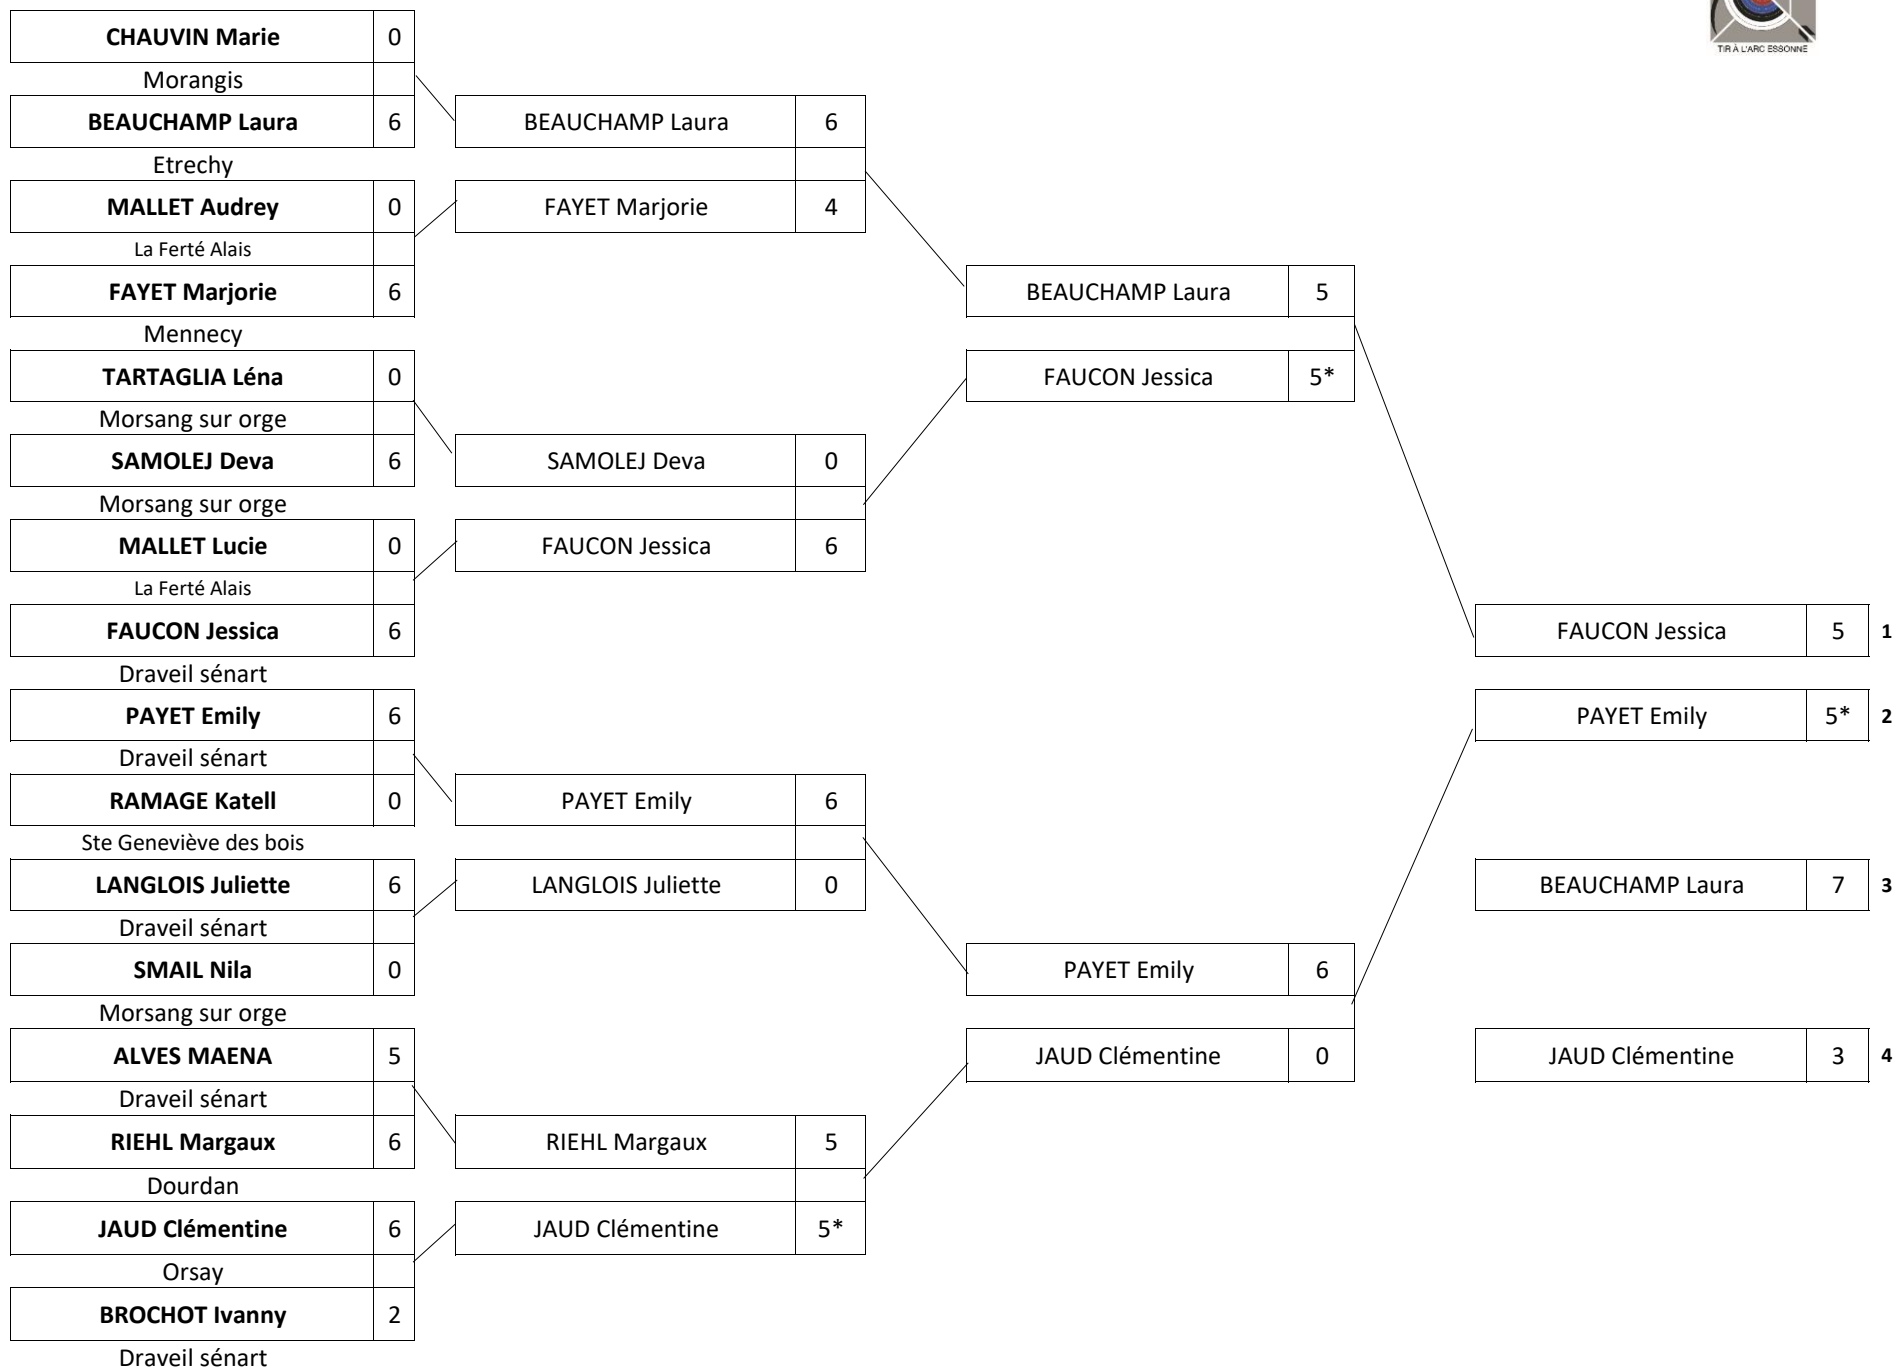 TIR À L'ARC ESSONNE
CHAUVIN Marie 0
Morangis
BEAUCHAMP Laura 6
Etrechy
MALLET Audrey 0
La Ferté Alais
FAYET Marjorie 6
Mennecy
TARTAGLIA Léna 0
Morsang sur orge
SAMOLEJ Deva 6
Morsang sur orge
MALLET Lucie 0
La Ferté Alais
FAUCON Jessica 6
Draveil sénart
PAYET Emily 6
Draveil sénart
RAMAGE Katell 0
Ste Geneviève des bois
LANGLOIS Juliette 6
Draveil sénart
SMAIL Nila 0
Morsang sur orge
ALVES MAENA 5
Draveil sénart
RIEHL Margaux 6
Dourdan
JAUD Clémentine 6
Orsay
BROCHOT Ivanny 2
Draveil sénart
BEAUCHAMP Laura 6
FAYET Marjorie 4
SAMOLEJ Deva 0
FAUCON Jessica 6
PAYET Emily 6
LANGLOIS Juliette 0
RIEHL Margaux 5
JAUD Clémentine 5*
BEAUCHAMP Laura 5
FAUCON Jessica 5*
PAYET Emily 6
JAUD Clémentine 0
FAUCON Jessica 5 1
PAYET Emily 5* 2
BEAUCHAMP Laura 7 3
JAUD Clémentine 3 4